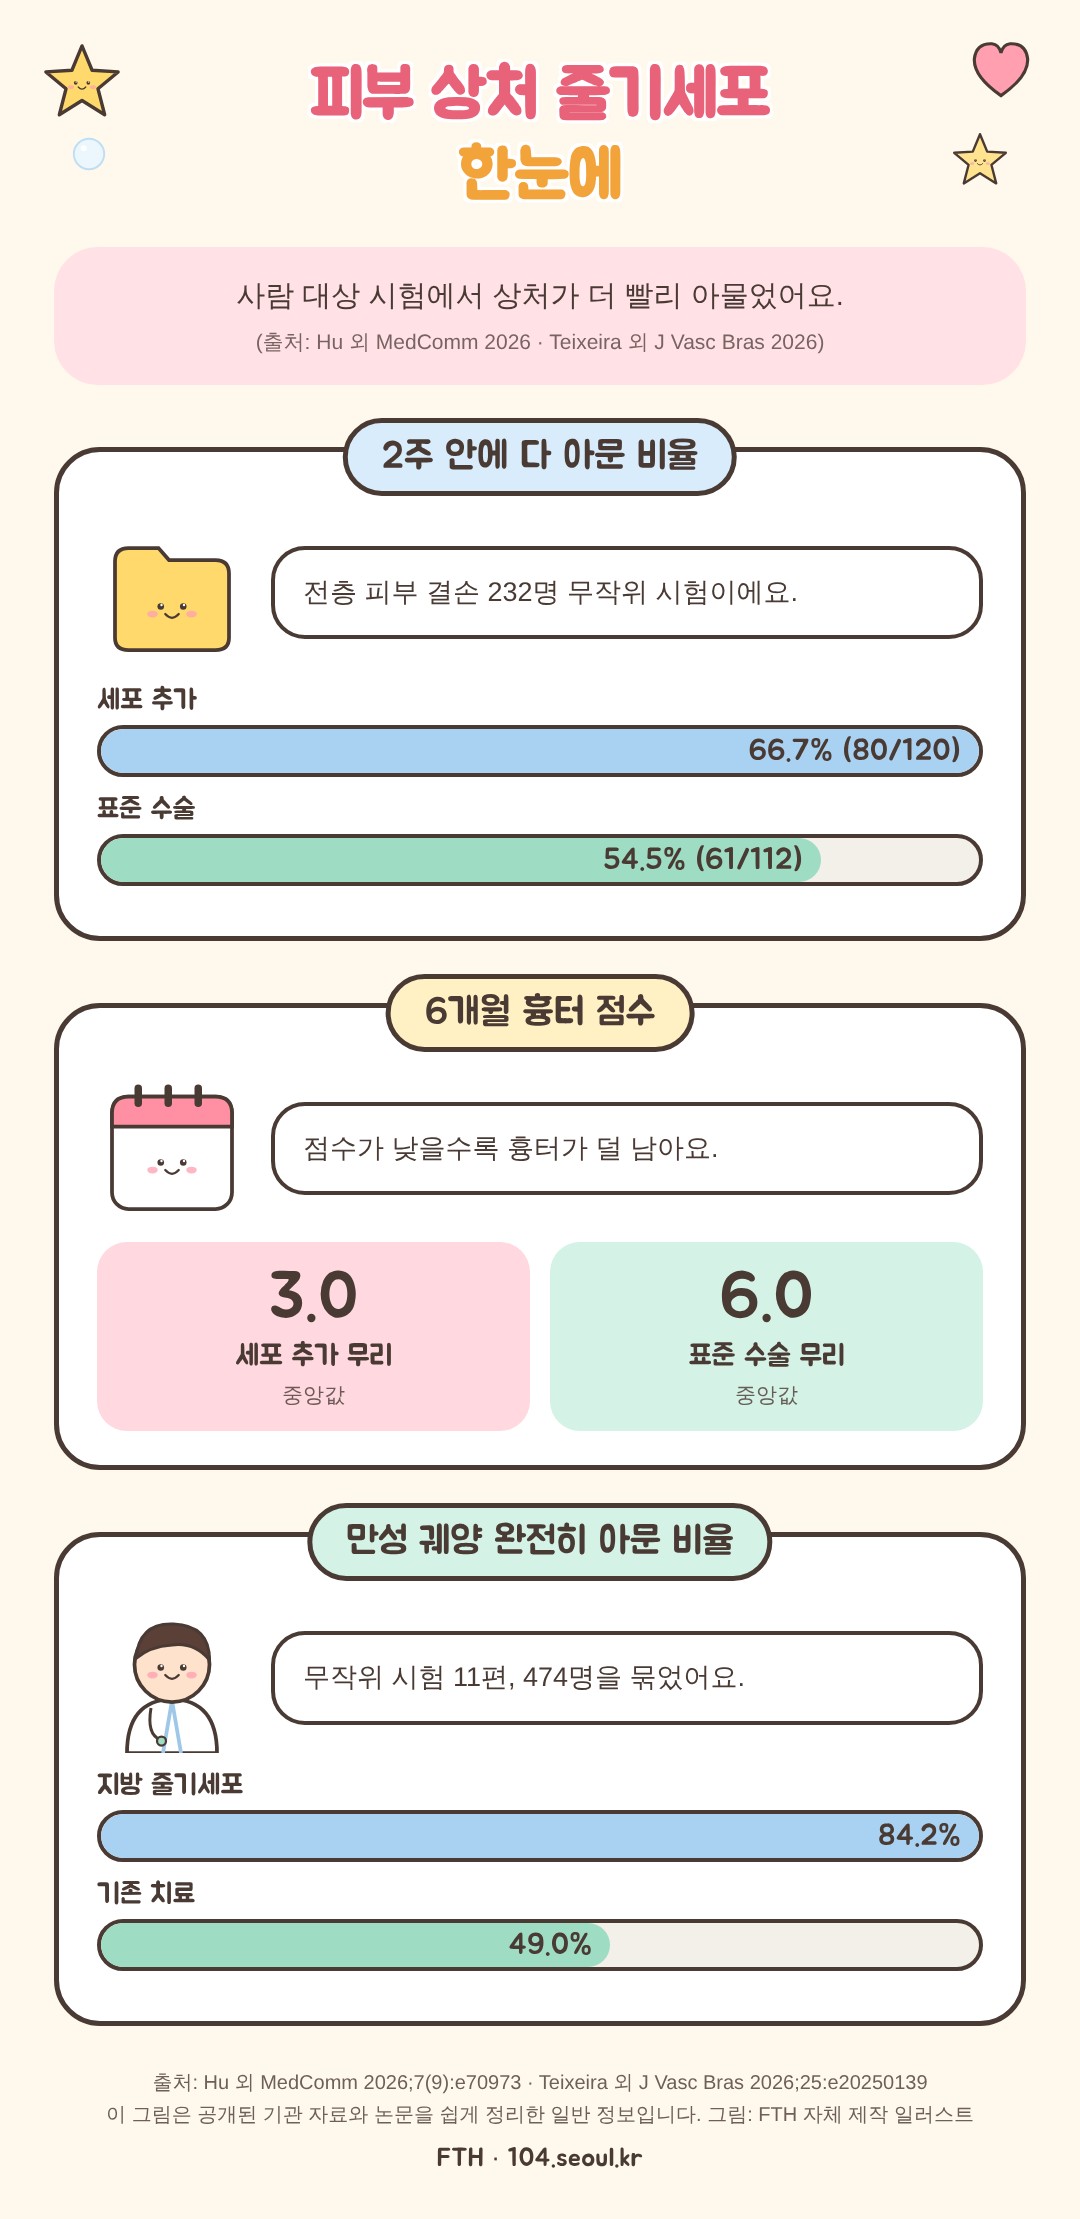 피부 상처 줄기세포
한눈에
사람 대상 시험에서 상처가 더 빨리 아물었어요.
(출처: Hu 외 MedComm 2026 · Teixeira 외 J Vasc Bras 2026)
2주 안에 다 아문 비율
전층 피부 결손 232명 무작위 시험이에요.
세포 추가
66.7% (80/120)
표준 수술
54.5% (61/112)
6개월 흉터 점수
점수가 낮을수록 흉터가 덜 남아요.
3.0
세포 추가 무리
중앙값
6.0
표준 수술 무리
중앙값
만성 궤양 완전히 아문 비율
무작위 시험 11편, 474명을 묶었어요.
지방 줄기세포
84.2%
기존 치료
49.0%
출처: Hu 외 MedComm 2026;7(9):e70973 · Teixeira 외 J Vasc Bras 2026;25:e20250139
이 그림은 공개된 기관 자료와 논문을 쉽게 정리한 일반 정보입니다. 그림: FTH 자체 제작 일러스트
FTH · 104.seoul.kr